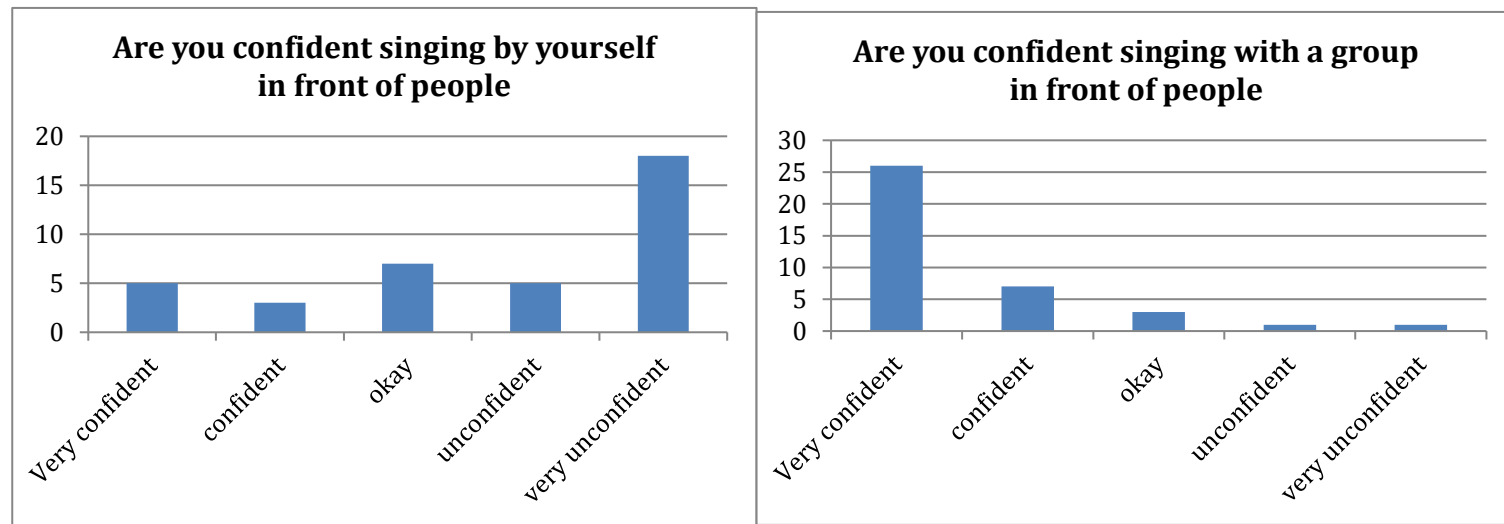 Are you confident singing by yourself
in front of people
20
15
10
5
0
Very confident
confident
okay
unconfident
very unconfident
Are you confident singing with a group
in front of people
30
25
20
15
10
5
0
Very confident
confident
okay
unconfident
very unconfident